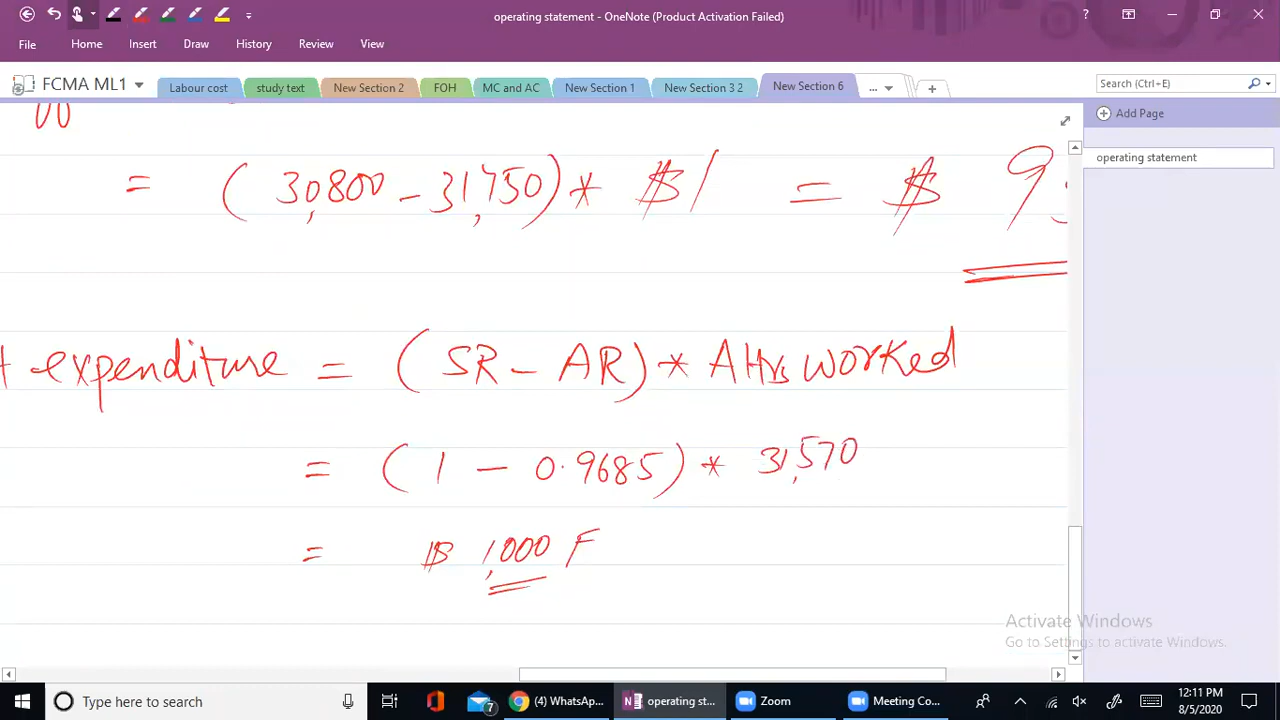 operating statement - OneNote (Product Activation Failed)
File Home Insert Draw History Review View
FCMA ML1 Labour cost study text New Section 2 FOH MC and AC New Section 1 New Section 3 2 New Section 6 ... Search (Ctrl+E)
Add Page
operating statement
= (30,800 - 31,750) * $1 = $ 9
expenditure = (SR - AR) * AHrs worked
= (1 - 0.9685) * 31,570
= $ 1,000 F
Activate Windows
Go to Settings to activate Windows.
Type here to search 7 (4) WhatsAp... operating st... Zoom Meeting Co... 12:11 PM
8/5/2020